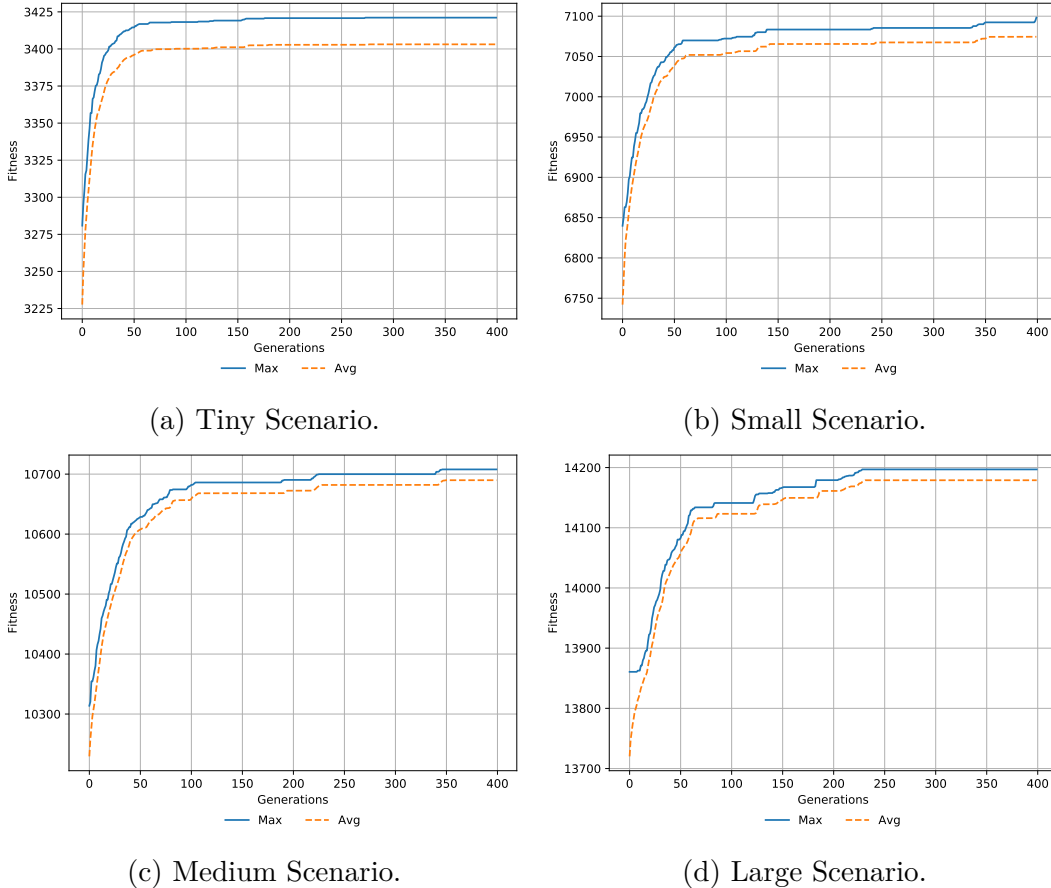 3425
3400
3375
3350
3325
3300
3275
3250
3225
Fitness
0 50 100 150 200 250 300 350 400
Generations
Max Avg
(a) Tiny Scenario.
7100
7050
7000
6950
6900
6850
6800
6750
Fitness
0 50 100 150 200 250 300 350 400
Generations
Max Avg
(b) Small Scenario.
10700
10600
10500
10400
10300
Fitness
0 50 100 150 200 250 300 350 400
Generations
Max Avg
(c) Medium Scenario.
14200
14100
14000
13900
13800
13700
Fitness
0 50 100 150 200 250 300 350 400
Generations
Max Avg
(d) Large Scenario.